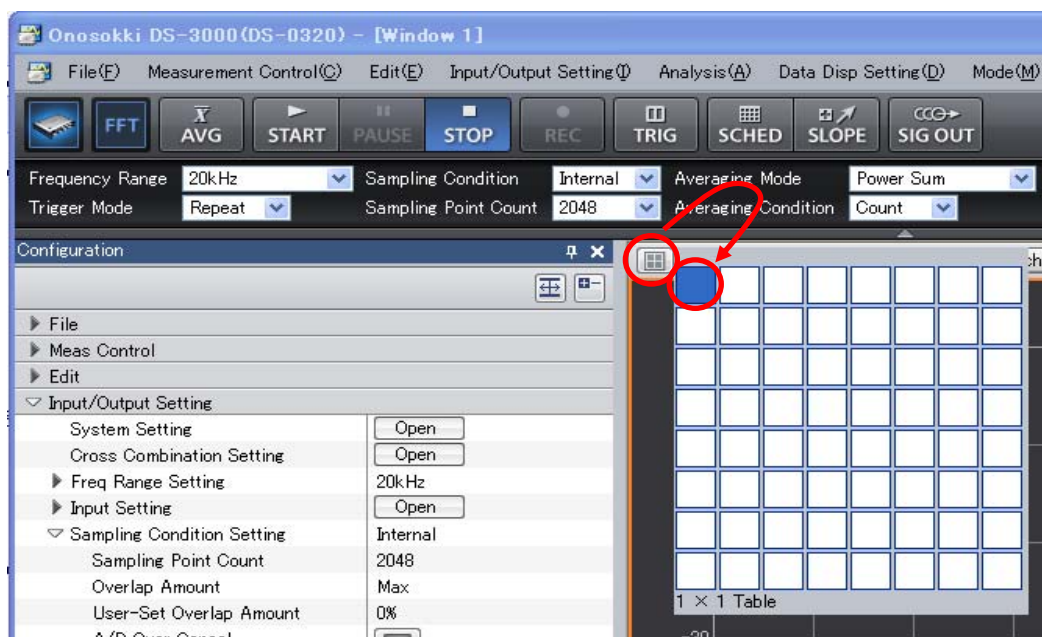 Onosokki DS-3000(DS-0320) - [Window 1]
File(F) Measurement Control(C) Edit(E) Input/Output Setting(I) Analysis(A) Data Disp Setting(D) Mode(M)
FFT X AVG START PAUSE STOP REC TRIG SCHED SLOPE SIG OUT
Frequency Range 20kHz Sampling Condition Internal Averaging Mode Power Sum
Trigger Mode Repeat Sampling Point Count 2048 Averaging Condition Count
Configuration
File
Meas Control
Edit
Input/Output Setting
System Setting Open
Cross Combination Setting Open
Freq Range Setting 20kHz
Input Setting Open
Sampling Condition Setting Internal
Sampling Point Count 2048
Overlap Amount Max
1 × 1 Table
User-Set Overlap Amount 0%